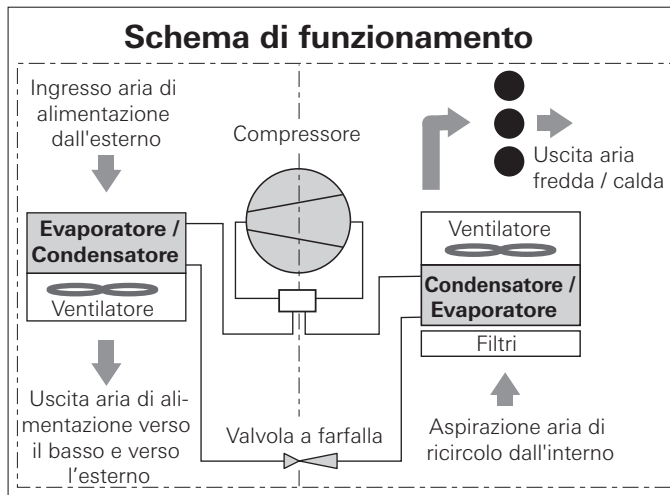 Schema di funzionamento
Ingresso aria di
alimentazione
dall'esterno
Evaporatore /
Condensatore
Ventilatore
Uscita aria di ali-
mentazione verso
il basso e verso
l'esterno
Compressore
Valvola a farfalla
Uscita aria
fredda / calda
Ventilatore
Condensatore /
Evaporatore
Filtri
Aspirazione aria di
ricircolo dall'interno